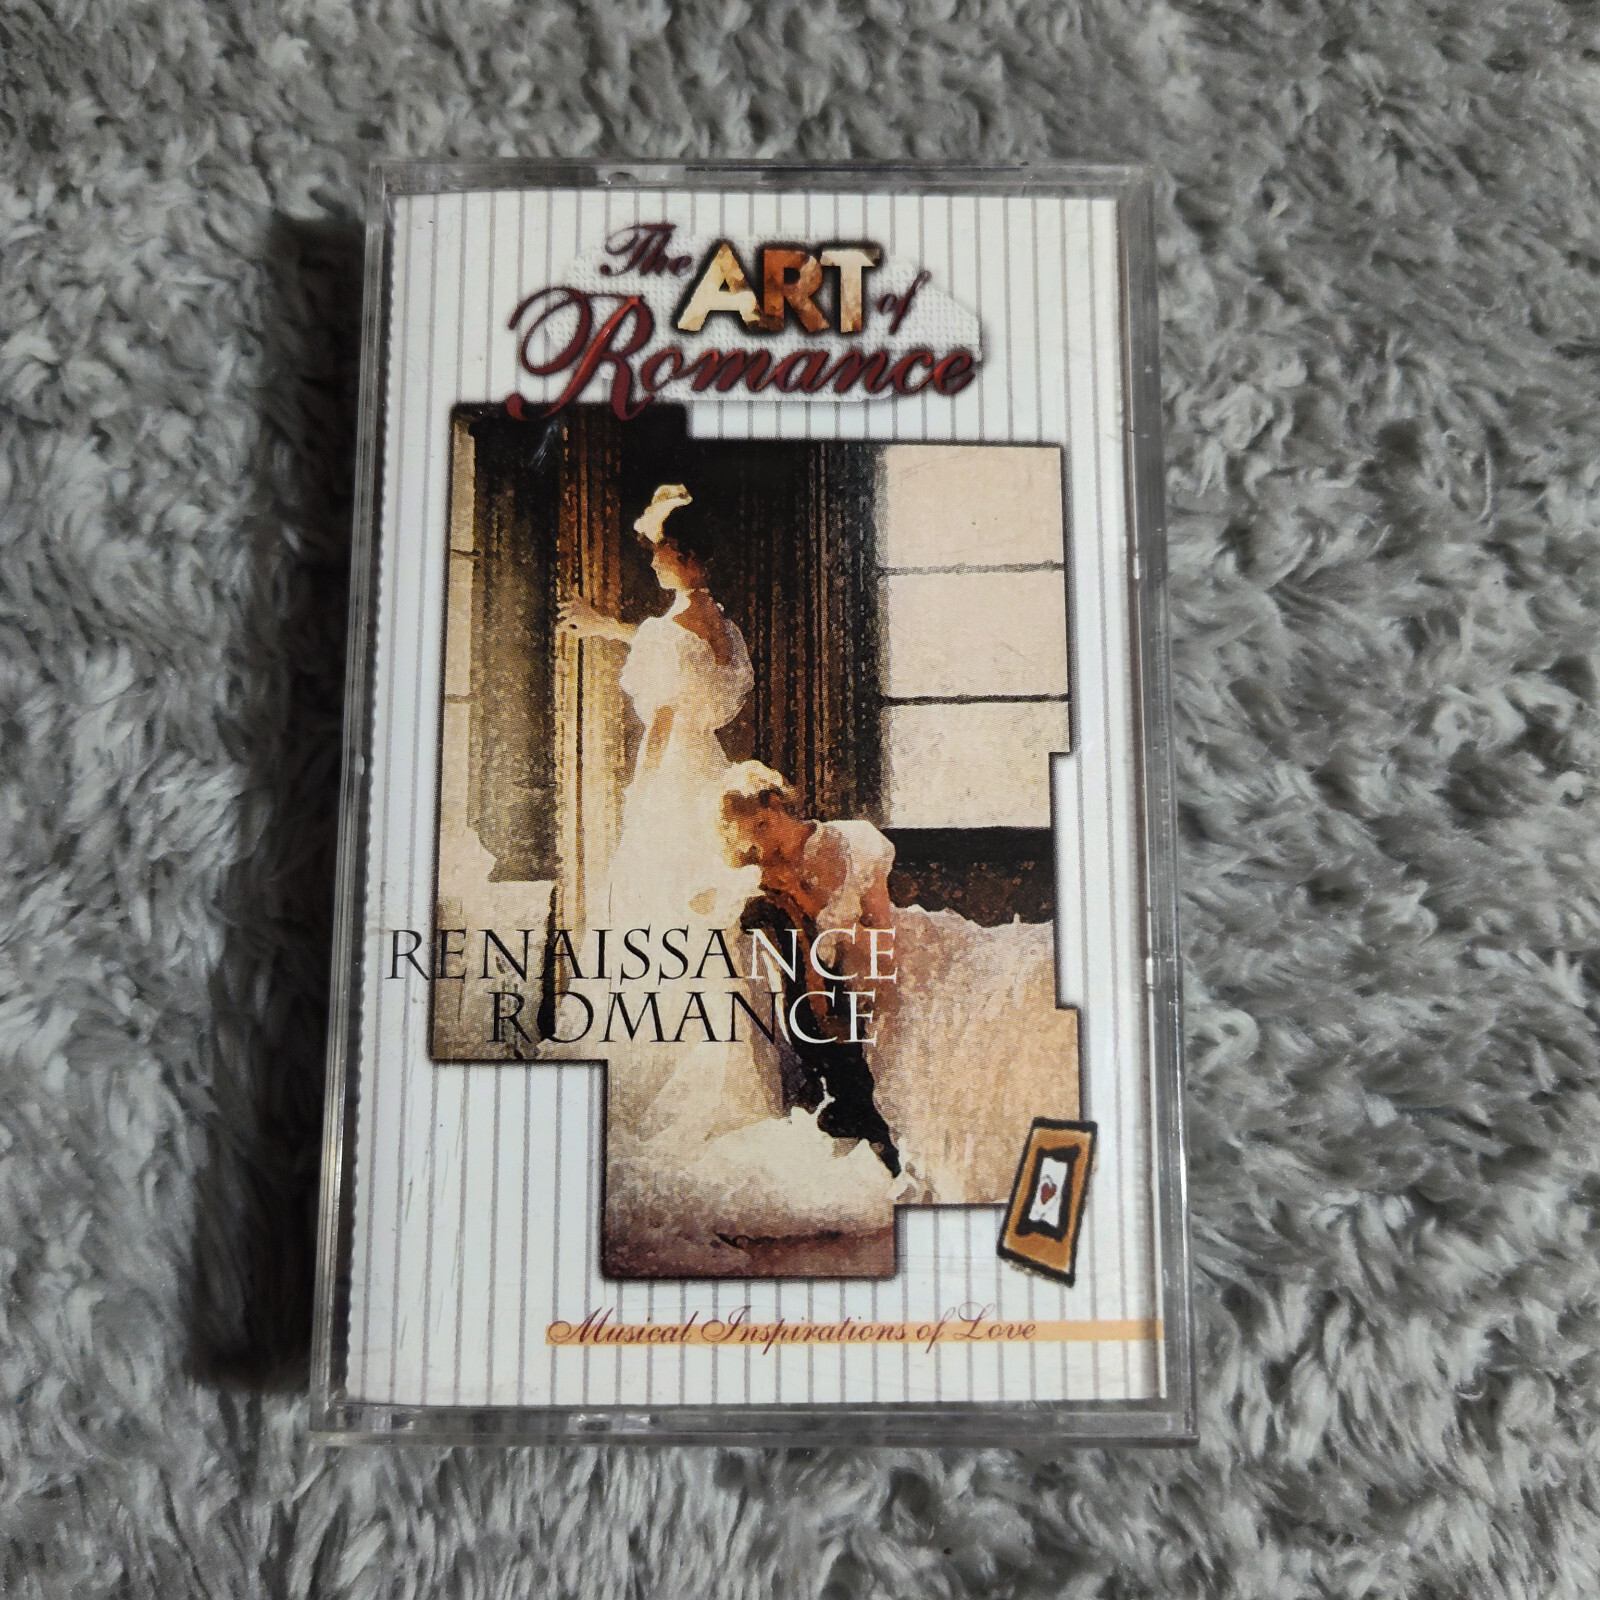 The ART of
Romance
RENAISSANCE
ROMANCE
Musical Inspirations of Love